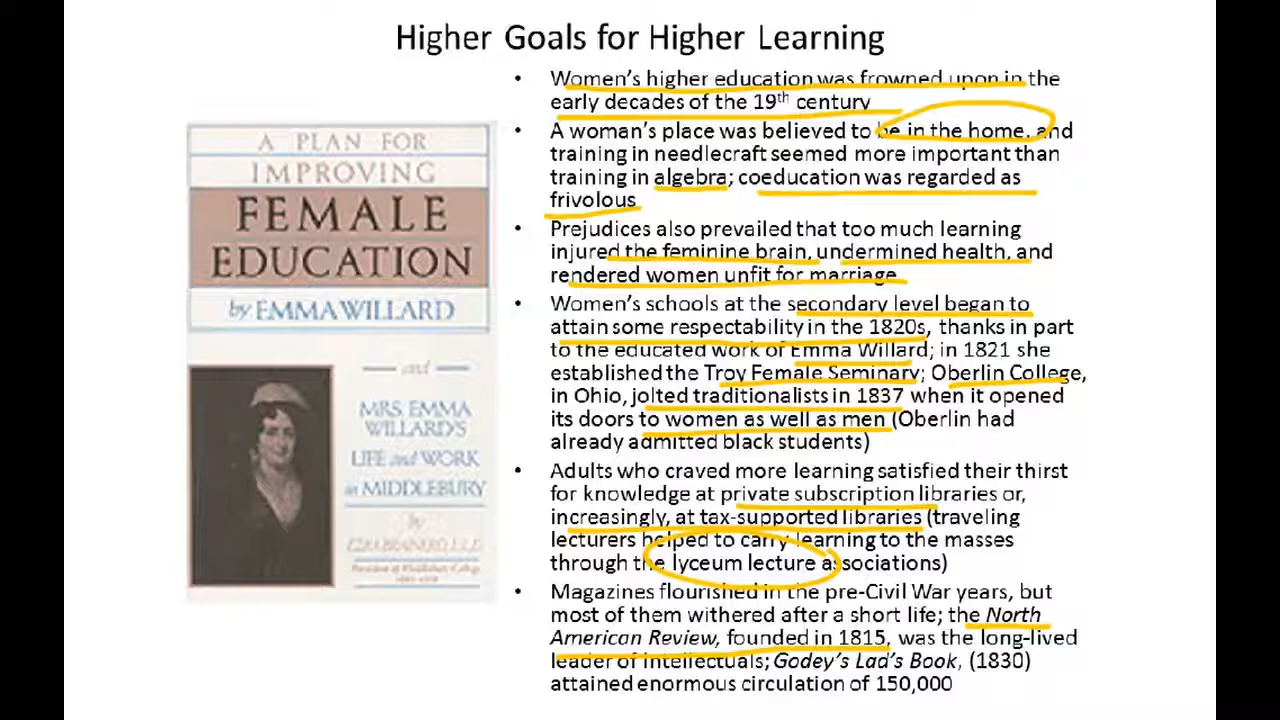 Higher Goals for Higher Learning
A PLAN FOR
IMPROVING
FEMALE
EDUCATION
by EMMA WILLARD
and
MRS. EMMA
WILLARD'S
LIFE and WORK
in MIDDLEBURY
by
• Women's higher education was frowned upon in the
early decades of the 19th century
• A woman's place was believed to be in the home, and
training in needlecraft seemed more important than
training in algebra; coeducation was regarded as
frivolous
• Prejudices also prevailed that too much learning
injured the feminine brain, undermined health, and
rendered women unfit for marriage
• Women's schools at the secondary level began to
attain some respectability in the 1820s, thanks in part
to the educated work of Emma Willard; in 1821 she
established the Troy Female Seminary; Oberlin College,
in Ohio, jolted traditionalists in 1837 when it opened
its doors to women as well as men (Oberlin had
already admitted black students)
• Adults who craved more learning satisfied their thirst
for knowledge at private subscription libraries or,
increasingly, at tax-supported libraries (traveling
lecturers helped to carry learning to the masses
through the lyceum lecture associations)
• Magazines flourished in the pre-Civil War years, but
most of them withered after a short life; the North
American Review, founded in 1815, was the long-lived
leader of intellectuals; Godey's Lad's Book, (1830)
attained enormous circulation of 150,000